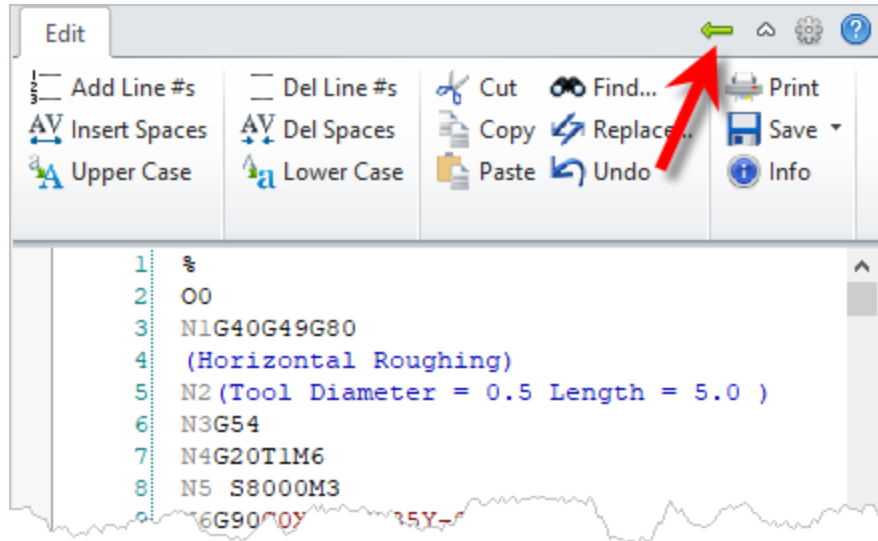 Edit
Add Line #s
Del Line #s
Cut
Find...
Print
Insert Spaces
Del Spaces
Copy
Save
Upper Case
Lower Case
Paste
Undo
Info
1 %
2 O0
3 N1G40G49G80
4 (Horizontal Roughing)
5 N2(Tool Diameter = 0.5 Length = 5.0 )
6 N3G54
7 N4G20T1M6
8 N5 S8000M3